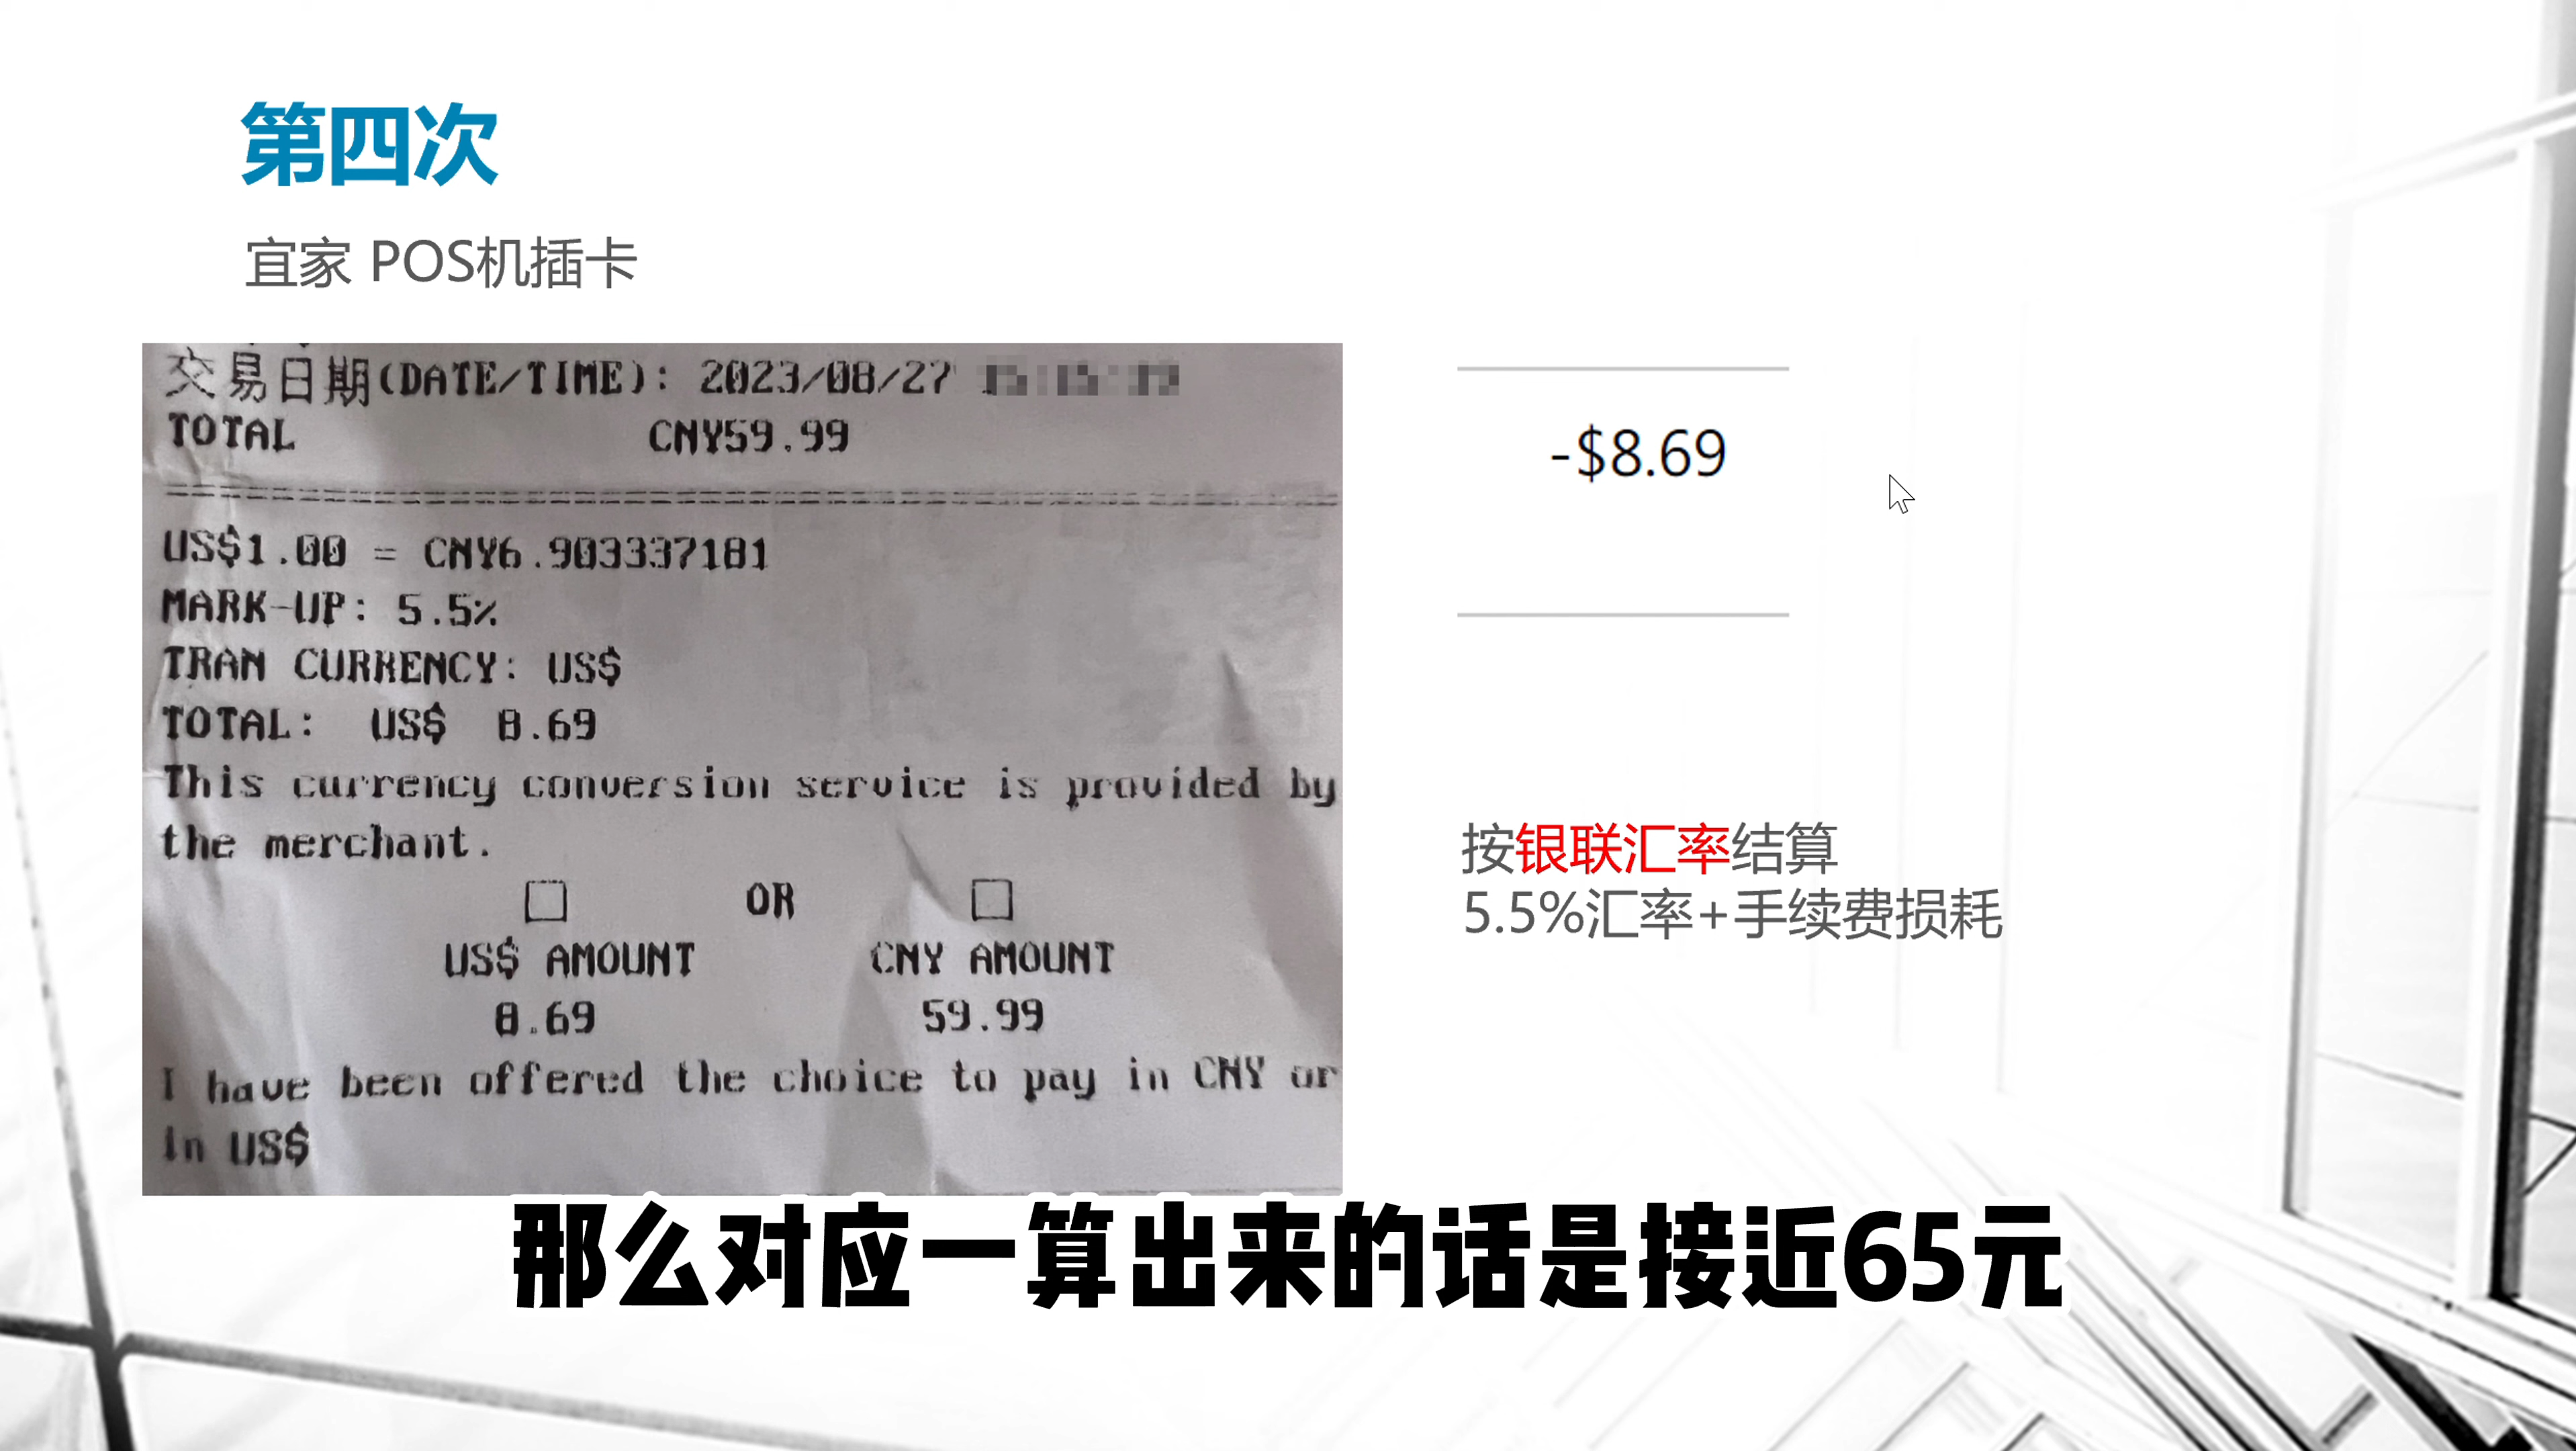 第四次
宜家 POS机插卡
交易日期(DATE/TIME): 2023/08/27
TOTAL CNY59.99
US$1.00 = CNY6.903337181
MARK-UP: 5.5%
TRAN CURRENCY: US$
TOTAL: US$ 8.69
This currency conversion service is provided by
the merchant.
OR
US$ AMOUNT CNY AMOUNT
8.69 59.99
I have been offered the choice to pay in CNY or
in US$
-$8.69
按银联汇率结算
5.5%汇率+手续费损耗
那么对应一算出来的话是接近65元